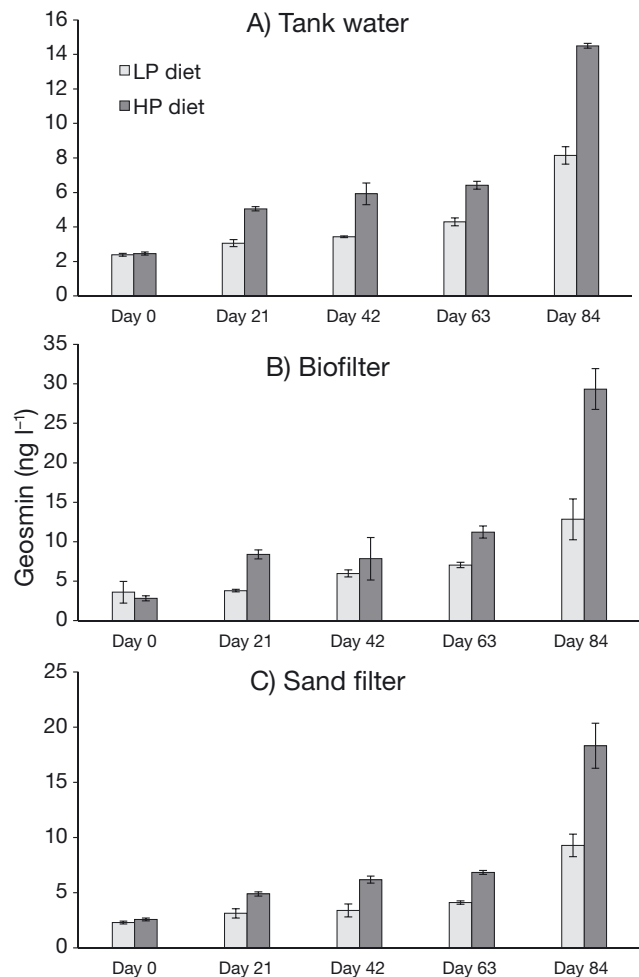 A) Tank water
LP diet
HP diet
16
14
12
10
8
6
4
2
0
Day 0 Day 21 Day 42 Day 63 Day 84
Geosmin (ng l⁻¹)
B) Biofilter
35
30
25
20
15
10
5
0
Day 0 Day 21 Day 42 Day 63 Day 84
C) Sand filter
25
20
15
10
5
0
Day 0 Day 21 Day 42 Day 63 Day 84